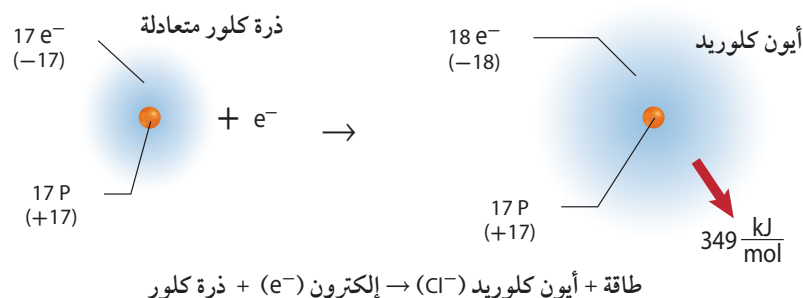 ذرة كلور متعادلة
17 e⁻
(−17)
17 P
(+17)
+ e⁻ →
أيون كلوريد
18 e⁻
(−18)
17 P
(+17)
349 kJ/mol
طاقة + أيون كلوريد (Cl⁻) ← إلكترون (e⁻) + ذرة كلور